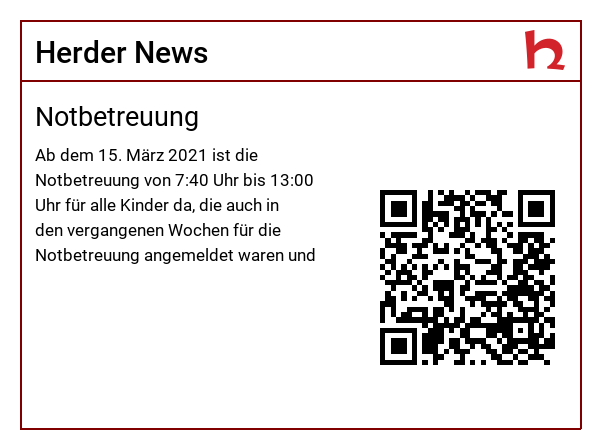 Herder News
Notbetreuung
Ab dem 15. März 2021 ist die
Notbetreuung von 7:40 Uhr bis 13:00
Uhr für alle Kinder da, die auch in
den vergangenen Wochen für die
Notbetreuung angemeldet waren und